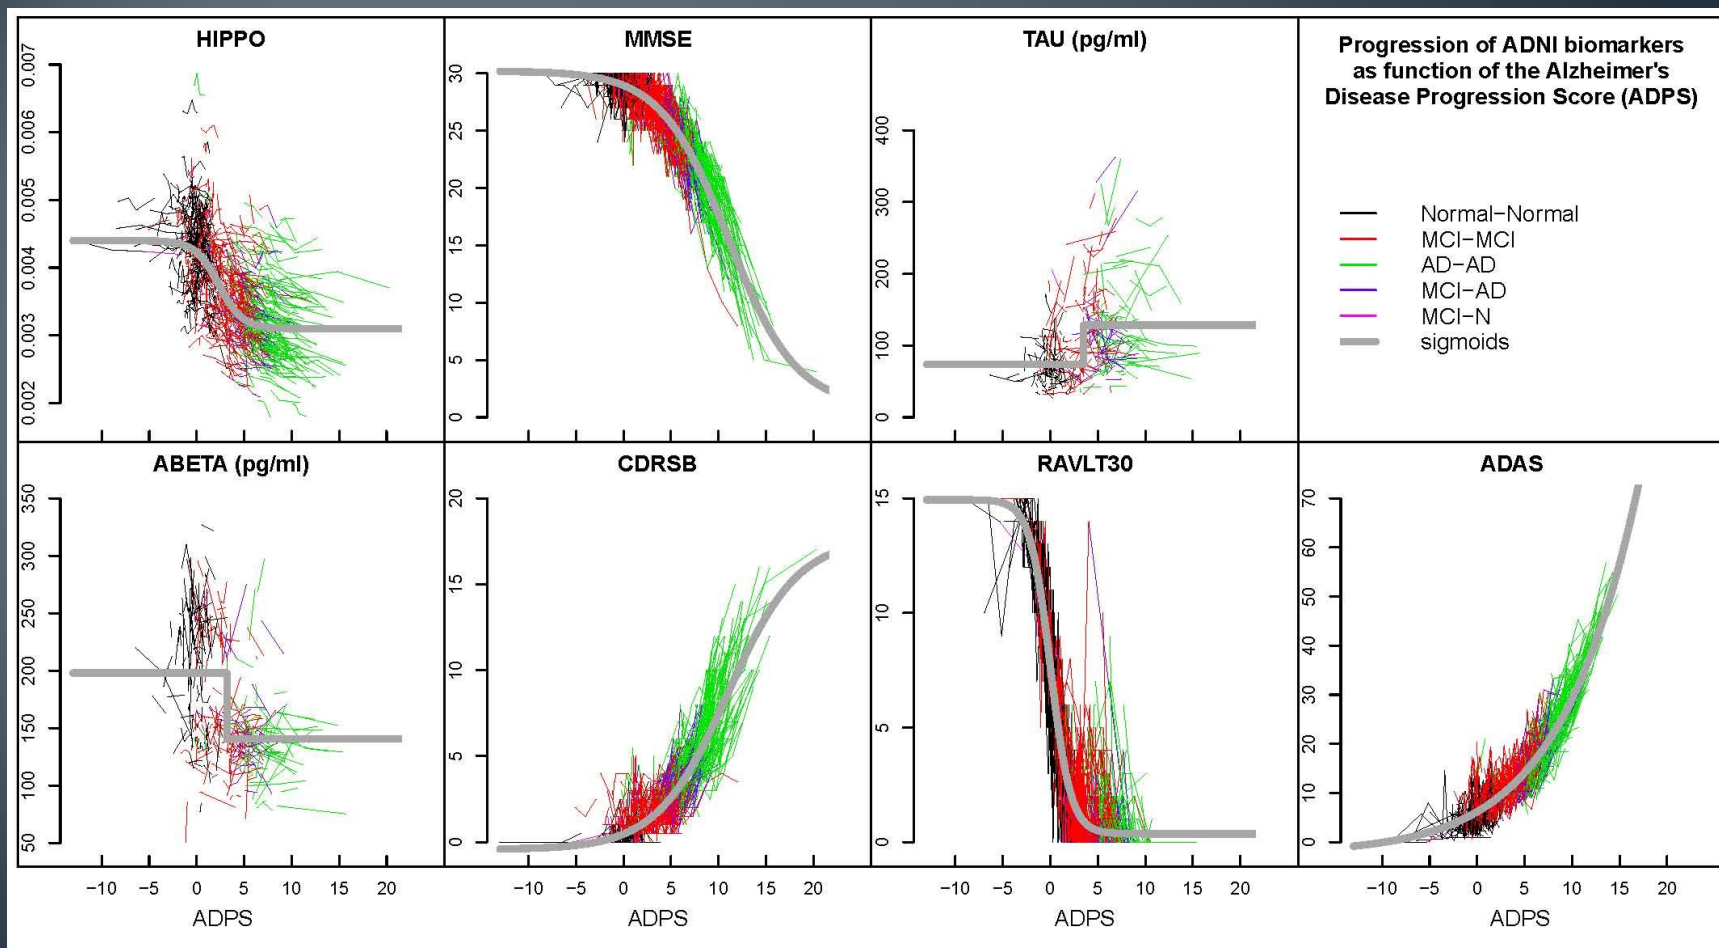 HIPPO
0.007
0.006
0.005
0.004
0.003
0.002
MMSE
30
25
20
15
10
5
0
TAU (pg/ml)
400
300
200
100
0
Progression of ADNI biomarkers
as function of the Alzheimer's
Disease Progression Score (ADPS)
Normal-Normal
MCI-MCI
AD-AD
MCI-AD
MCI-N
sigmoids
ABETA (pg/ml)
350
300
250
200
150
100
50
-10 -5 0 5 10 15 20
ADPS
CDRSB
20
15
10
5
0
-10 -5 0 5 10 15 20
ADPS
RAVLT30
15
10
5
0
-10 -5 0 5 10 15 20
ADPS
ADAS
70
60
50
40
30
20
10
0
-10 -5 0 5 10 15 20
ADPS